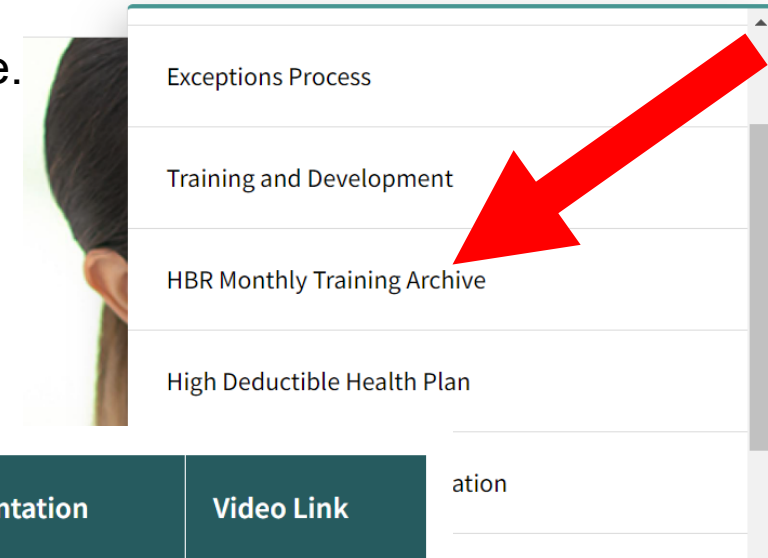 e.
Exceptions Process
Training and Development
HBR Monthly Training Archive
High Deductible Health Plan
ation
ntation
Video Link